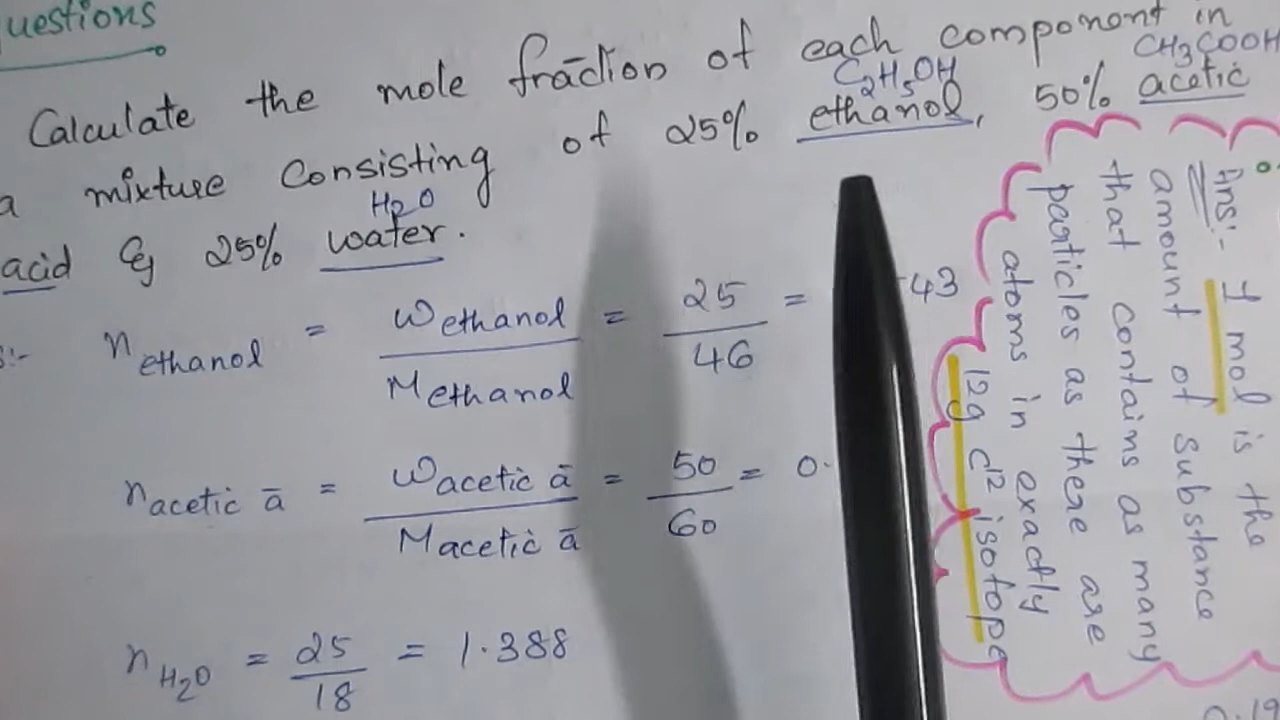 uestions
Calculate the mole fraction of each component in
C2H5OH CH3COOH
a mixture consisting of 25% ethanol, 50% acetic
H2O
acid & 25% water.
n ethanol = W ethanol / M ethanol = 25 / 46 = 43
n acetic ā = W acetic ā / M acetic ā = 50 / 60 = 0.
n H2O = 25 / 18 = 1.388
Ans:- 1 mol is the
amount of substance
that contains as many
particles as there are
atoms in exactly
12g C12 isotope